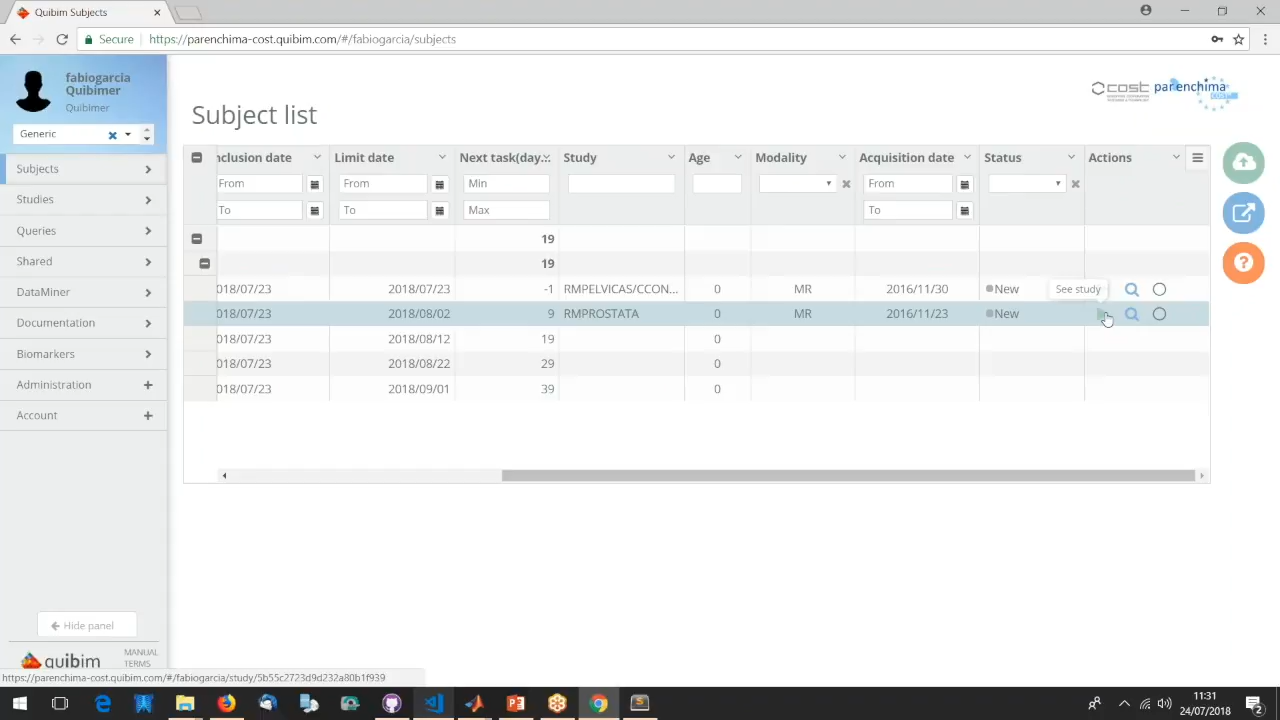 Quibim Subjects
Secure
https://parenchima-cost.quibim.com/#/fabiogarcia/subjects
fabiogarcia
Quibimer
Quibimer
Generic
Subjects
Studies
Queries
Shared
DataMiner
Documentation
Biomarkers
Administration
Account
Hide panel
quibim
MANUAL
TERMS
Subject list
cost
parenchima
nclusion date Limit date Next task(day... Study Age Modality Acquisition date Status Actions
From From Min From
To To Max To
19
19
018/07/23 2018/07/23 -1 RMPELVICAS/CCON... 0 MR 2016/11/30 New See study
018/07/23 2018/08/02 9 RMPROSTATA 0 MR 2016/11/23 New
018/07/23 2018/08/12 19 0
018/07/23 2018/08/22 29 0
018/07/23 2018/09/01 39 0
https://parenchima-cost.quibim.com/#/fabiogarcia/study/5b55c2723d9d232a80b1f939
11:31
24/07/2018
2